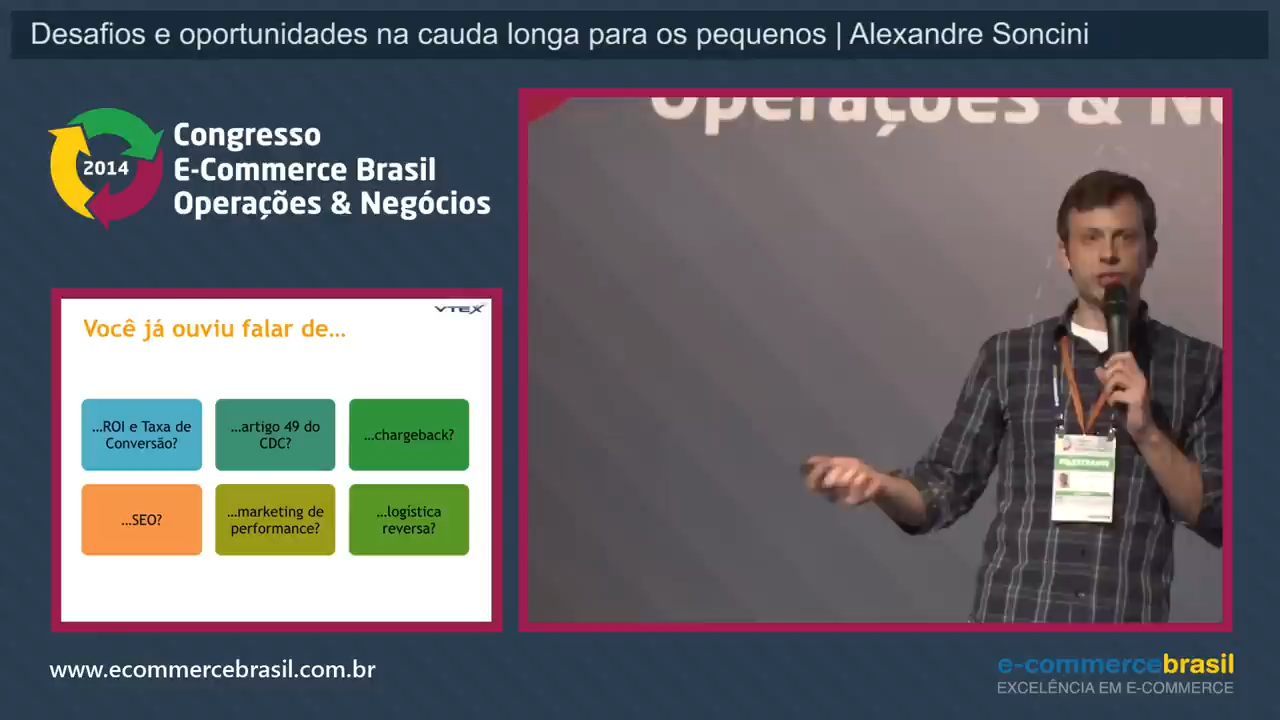 Desafios e oportunidades na cauda longa para os pequenos | Alexandre Soncini
2014
Congresso
E-Commerce Brasil
Operações & Negócios
Operações & N
VTEX
Você já ouviu falar de...
...ROI e Taxa de
Conversão?
...artigo 49 do
CDC?
...chargeback?
...SEO?
...marketing de
performance?
...logística
reversa?
PALESTRANTE
www.ecommercebrasil.com.br
e-commercebrasil
EXCELÊNCIA EM E-COMMERCE